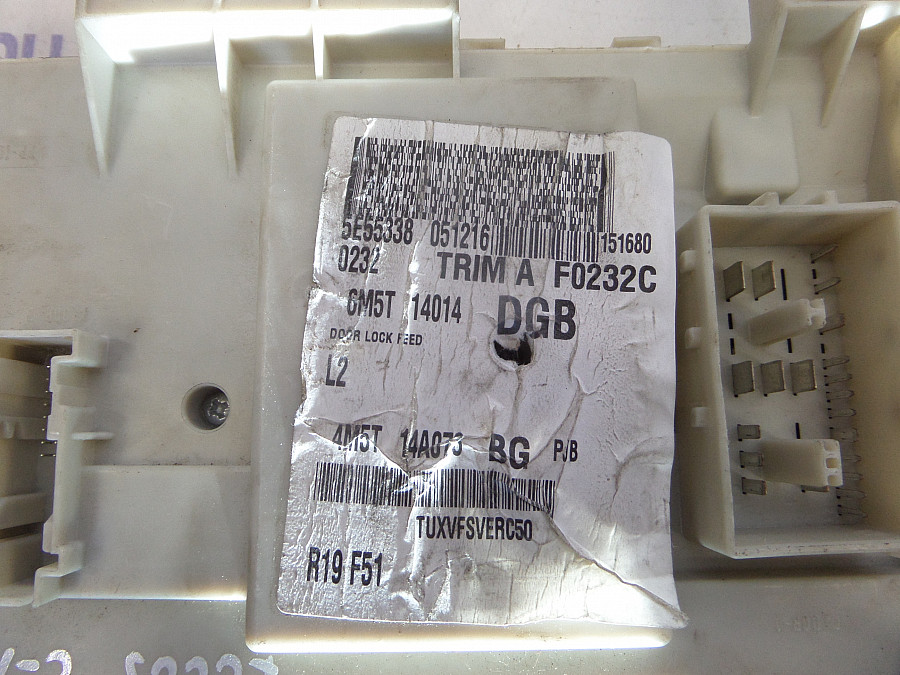 5E55338 051216 151680
0232 TRIM A F0232C
6M5T 14014 DGB
DOOR LOCK FEED
L2
4M5T 14A073 BG P/B
TUXVFSVERC50
R19 F51